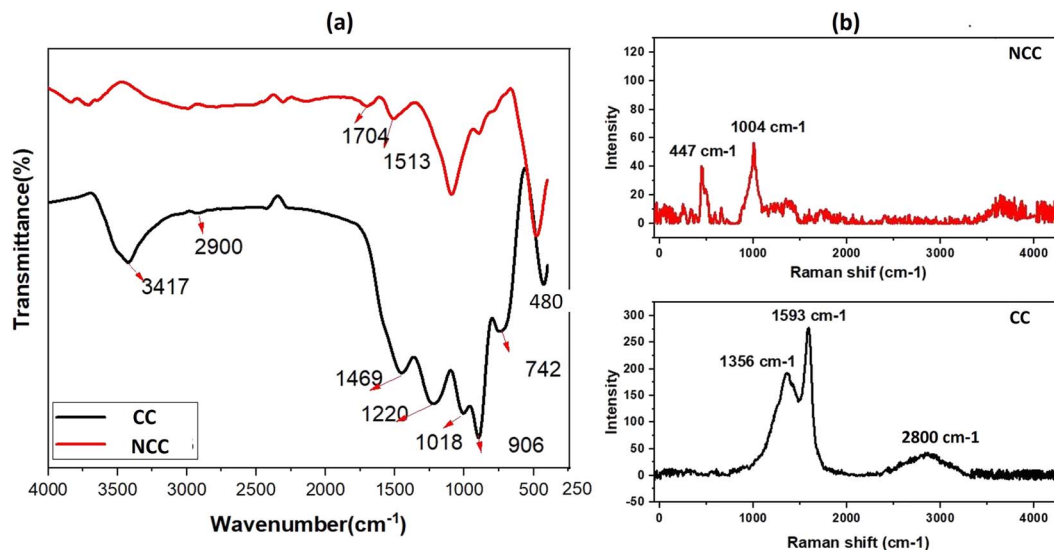 (a)
Transmittance(%)
1704
1513
2900
3417
480
742
1469
1220
1018
906
CC
NCC
4000 3500 3000 2500 2000 1500 1000 500 250
Wavenumber(cm-1)
(b)
NCC
Intensity
120
100
80
60
40
20
0
447 cm-1
1004 cm-1
0 1000 2000 3000 4000
Raman shif (cm-1)
CC
Intensity
300
250
200
150
100
50
0
-50
1593 cm-1
1356 cm-1
2800 cm-1
0 1000 2000 3000 4000
Raman shift (cm-1)